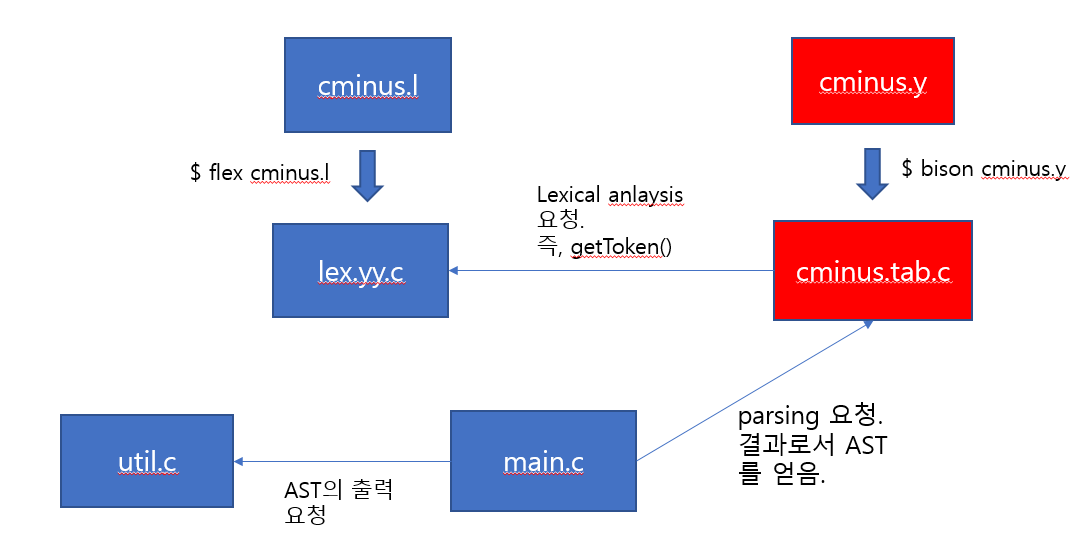 cminus.l
cminus.y
$ flex cminus.l
$ bison cminus.y
Lexical anlaysis
요청.
즉, getToken()
lex.yy.c
cminus.tab.c
parsing 요청.
결과로서 AST
를 얻음.
util.c
main.c
AST의 출력
요청